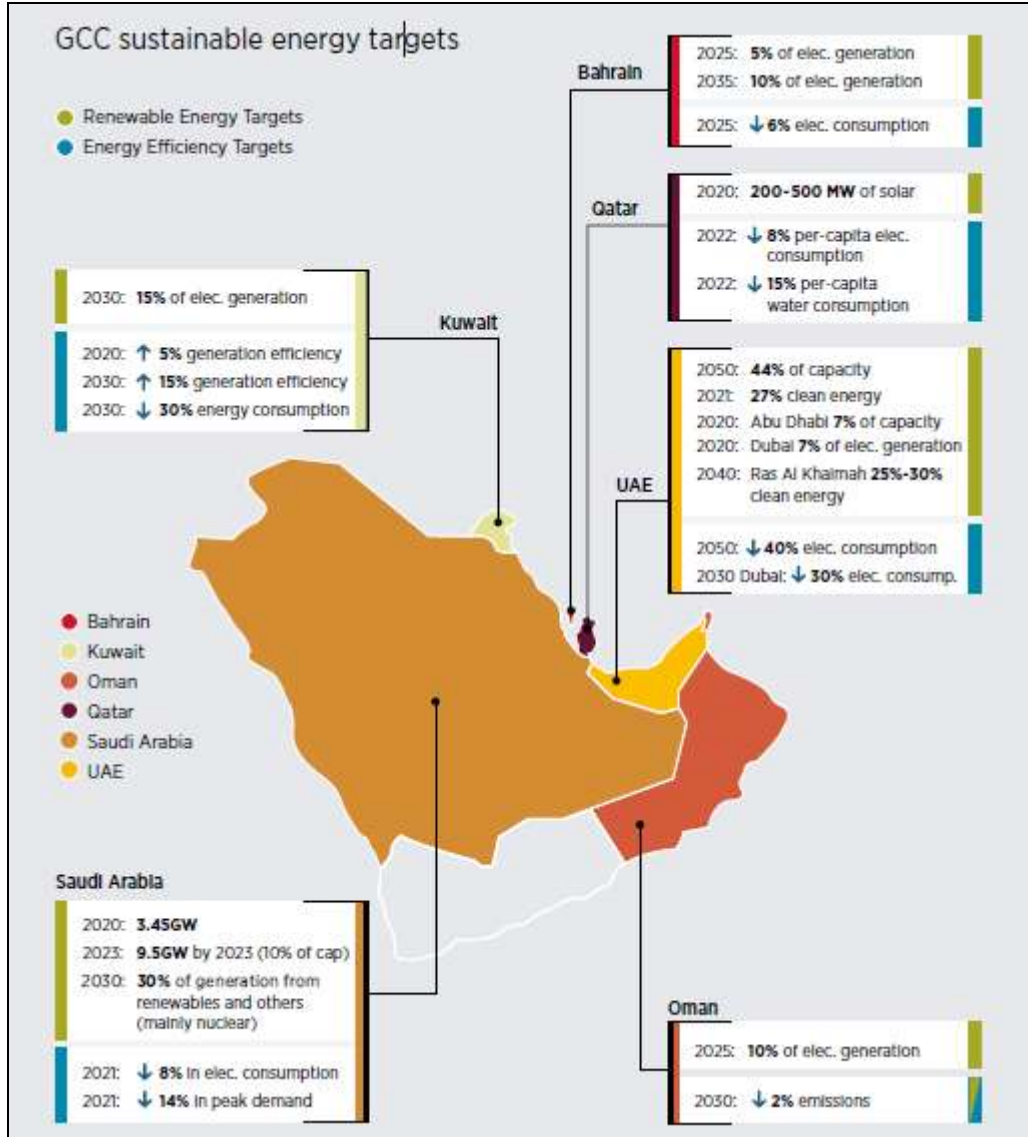 GCC sustainable energy targets
Renewable Energy Targets
Energy Efficiency Targets
Bahrain
2025: 5% of elec. generation
2035: 10% of elec. generation
2025: ↓ 6% elec. consumption
Qatar
2020: 200-500 MW of solar
2022: ↓ 8% per-capita elec.
consumption
2022: ↓ 15% per-capita
water consumption
Kuwait
2030: 15% of elec. generation
2020: ↑ 5% generation efficiency
2030: ↑ 15% generation efficiency
2030: ↓ 30% energy consumption
UAE
2050: 44% of capacity
2021: 27% clean energy
2020: Abu Dhabi 7% of capacity
2020: Dubai 7% of elec. generation
2040: Ras Al Khaimah 25%-30%
clean energy
2050: ↓ 40% elec. consumption
2030 Dubai: ↓ 30% elec. consump.
Bahrain
Kuwait
Oman
Qatar
Saudi Arabia
UAE
Saudi Arabia
2020: 3.45GW
2023: 9.5GW by 2023 (10% of cap)
2030: 30% of generation from
renewables and others
(mainly nuclear)
2021: ↓ 8% in elec. consumption
2021: ↓ 14% in peak demand
Oman
2025: 10% of elec. generation
2030: ↓ 2% emissions